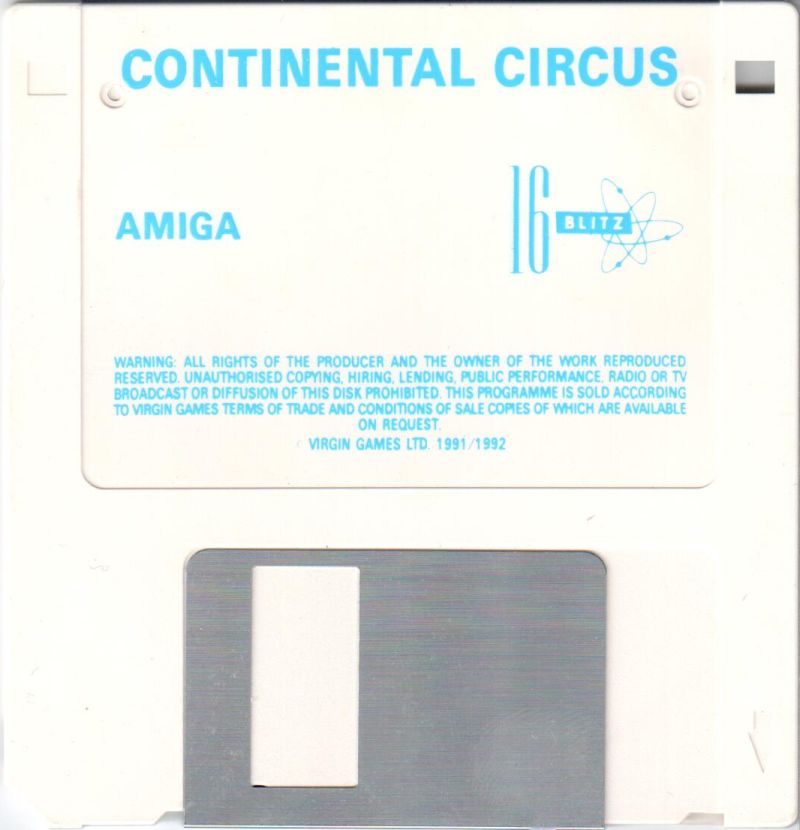 CONTINENTAL CIRCUS
AMIGA
16 BLITZ
WARNING: ALL RIGHTS OF THE PRODUCER AND THE OWNER OF THE WORK REPRODUCED
RESERVED. UNAUTHORISED COPYING, HIRING, LENDING, PUBLIC PERFORMANCE, RADIO OR TV
BROADCAST OR DIFFUSION OF THIS DISK PROHIBITED. THIS PROGRAMME IS SOLD ACCORDING
TO VIRGIN GAMES TERMS OF TRADE AND CONDITIONS OF SALE COPIES OF WHICH ARE AVAILABLE
ON REQUEST.
VIRGIN GAMES LTD. 1991/1992